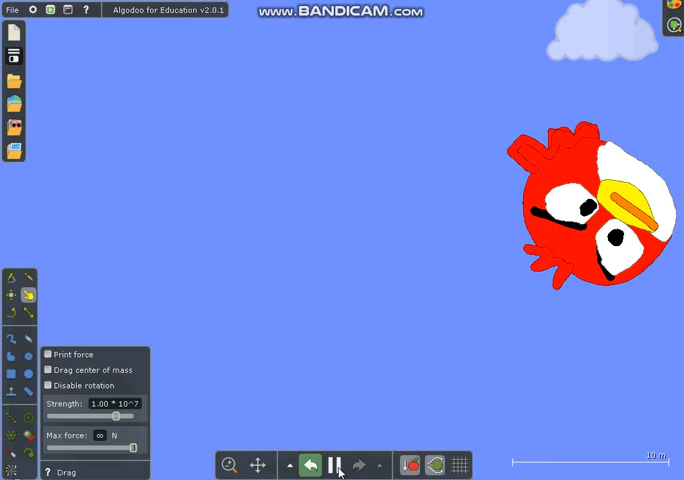 File
?
Algodoo for Education v2.0.1
www.BANDICAM.com
Print force
Drag center of mass
Disable rotation
Strength: 1.00 * 10^7
Max force: ∞ N
? Drag
10 m